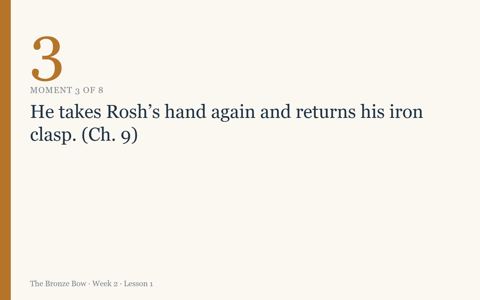 3
MOMENT 3 OF 8
He takes Rosh’s hand again and returns his iron
clasp. (Ch. 9)
The Bronze Bow · Week 2 · Lesson 1